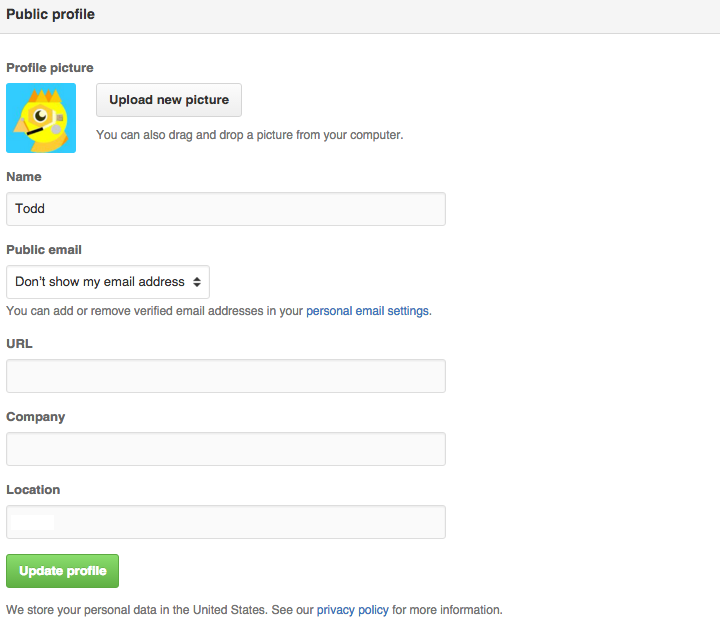 Public profile
Profile picture
Upload new picture
You can also drag and drop a picture from your computer.
Name
Todd
Public email
Don't show my email address
You can add or remove verified email addresses in your personal email settings.
URL
Company
Location
Update profile
We store your personal data in the United States. See our privacy policy for more information.